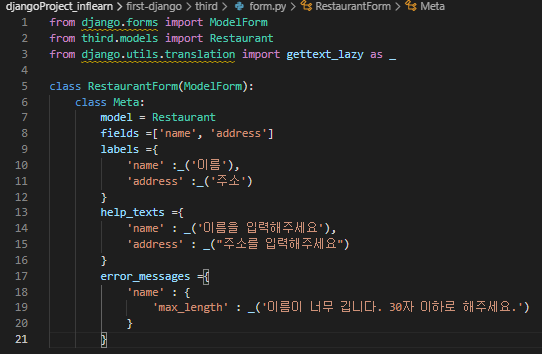 djangoProject_inflearn > first-django > third > form.py > RestaurantForm > Meta
1 from django.forms import ModelForm
2 from third.models import Restaurant
3 from django.utils.translation import gettext_lazy as _
4
5 class RestaurantForm(ModelForm):
6     class Meta:
7         model = Restaurant
8         fields =['name', 'address']
9         labels ={
10             'name' :_('이름'),
11             'address' :_('주소')
12         }
13         help_texts ={
14             'name' : _('이름을 입력해주세요'),
15             'address' : _("주소를 입력해주세요")
16         }
17         error_messages ={
18             'name' : {
19                 'max_length' : _('이름이 너무 깁니다. 30자 이하로 해주세요.')
20             }
21         }